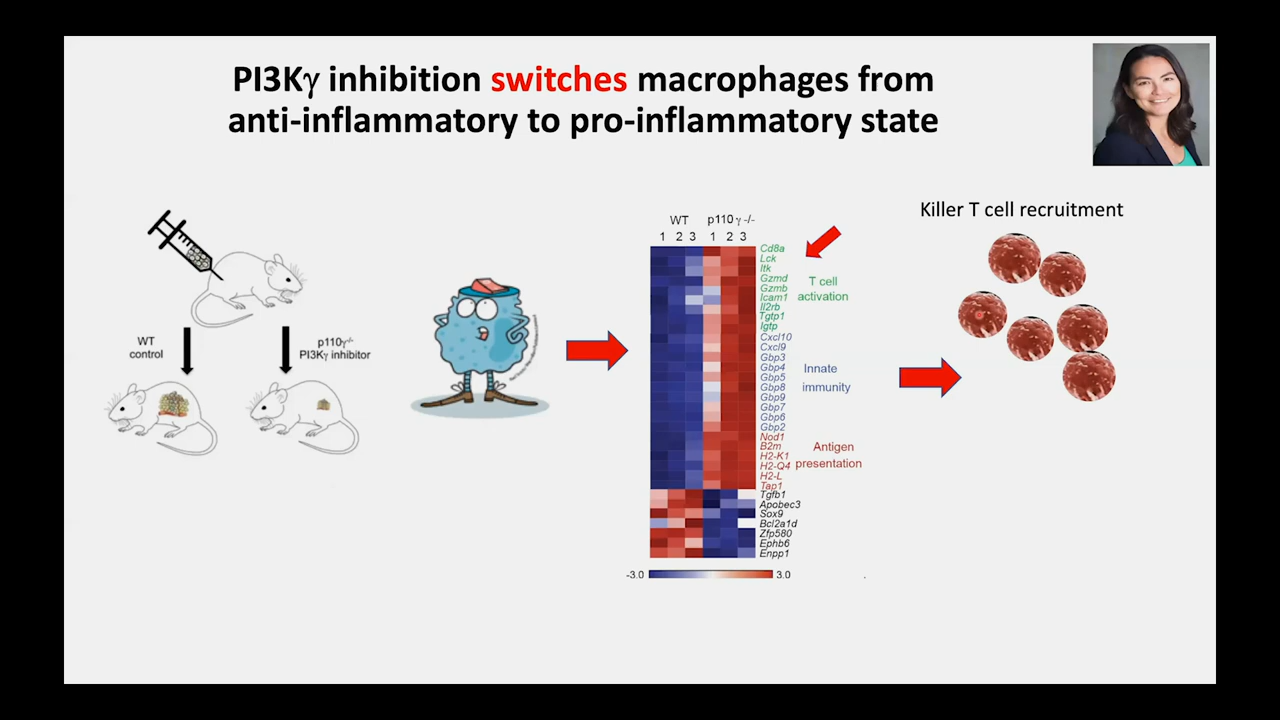 PI3Kγ inhibition switches macrophages from
anti-inflammatory to pro-inflammatory state
WT
control
p110γ-/-
PI3Kγ inhibitor
WT
p110 γ -/-
1 2 3 1 2 3
Cd8a
Lck
Itk
Gzmd
Gzmb
Icam1
Il2rb
Tgtp1
Igtp
T cell
activation
Cxcl10
Cxcl9
Gbp3
Gbp4
Gbp5
Gbp8
Gbp9
Gbp7
Gbp6
Gbp2
Innate
immunity
Nod1
B2m
H2-K1
H2-Q4
H2-L
Tap1
Antigen
presentation
Tgfb1
Apobec3
Sox9
Bcl2a1d
Zfp580
Ephb6
Enpp1
-3.0 3.0
Killer T cell recruitment